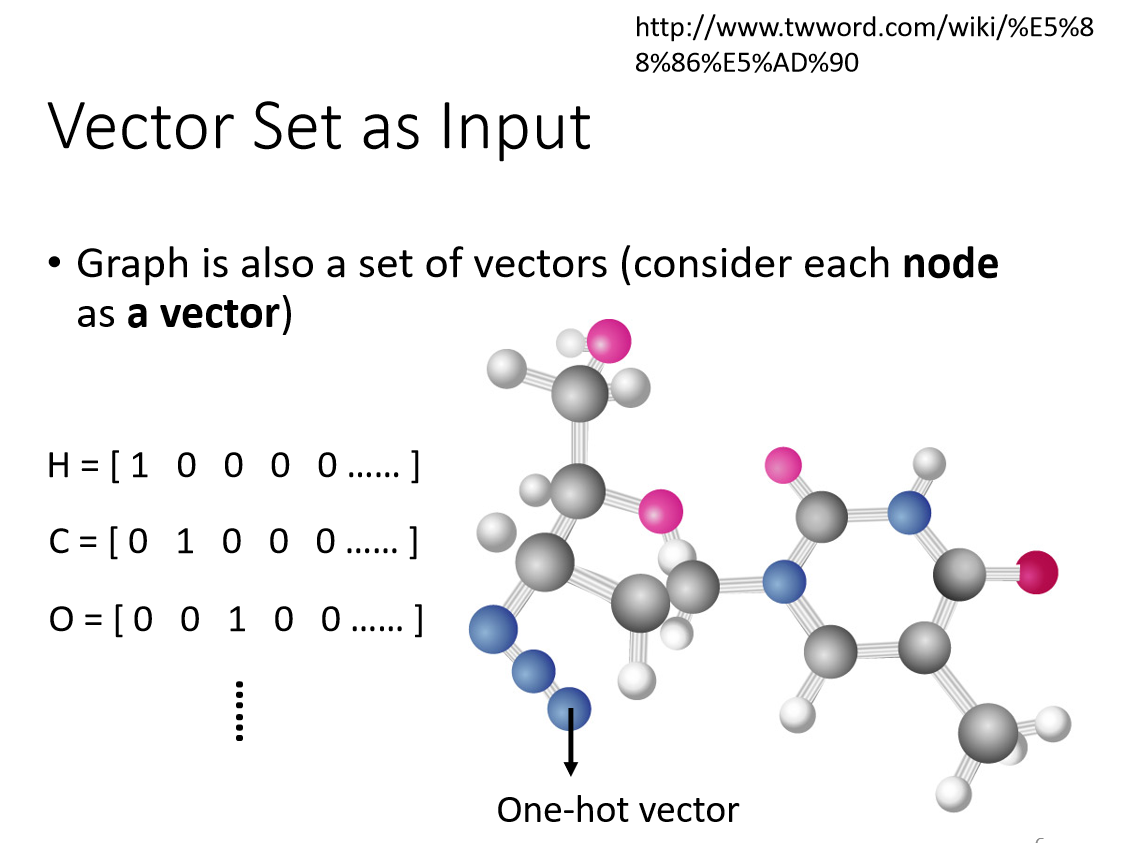 http://www.twword.com/wiki/%E5%8
8%86%E5%AD%90
Vector Set as Input
• Graph is also a set of vectors (consider each node
as a vector)
H = [ 1 0 0 0 0 …… ]
C = [ 0 1 0 0 0 …… ]
O = [ 0 0 1 0 0 …… ]
……
One-hot vector